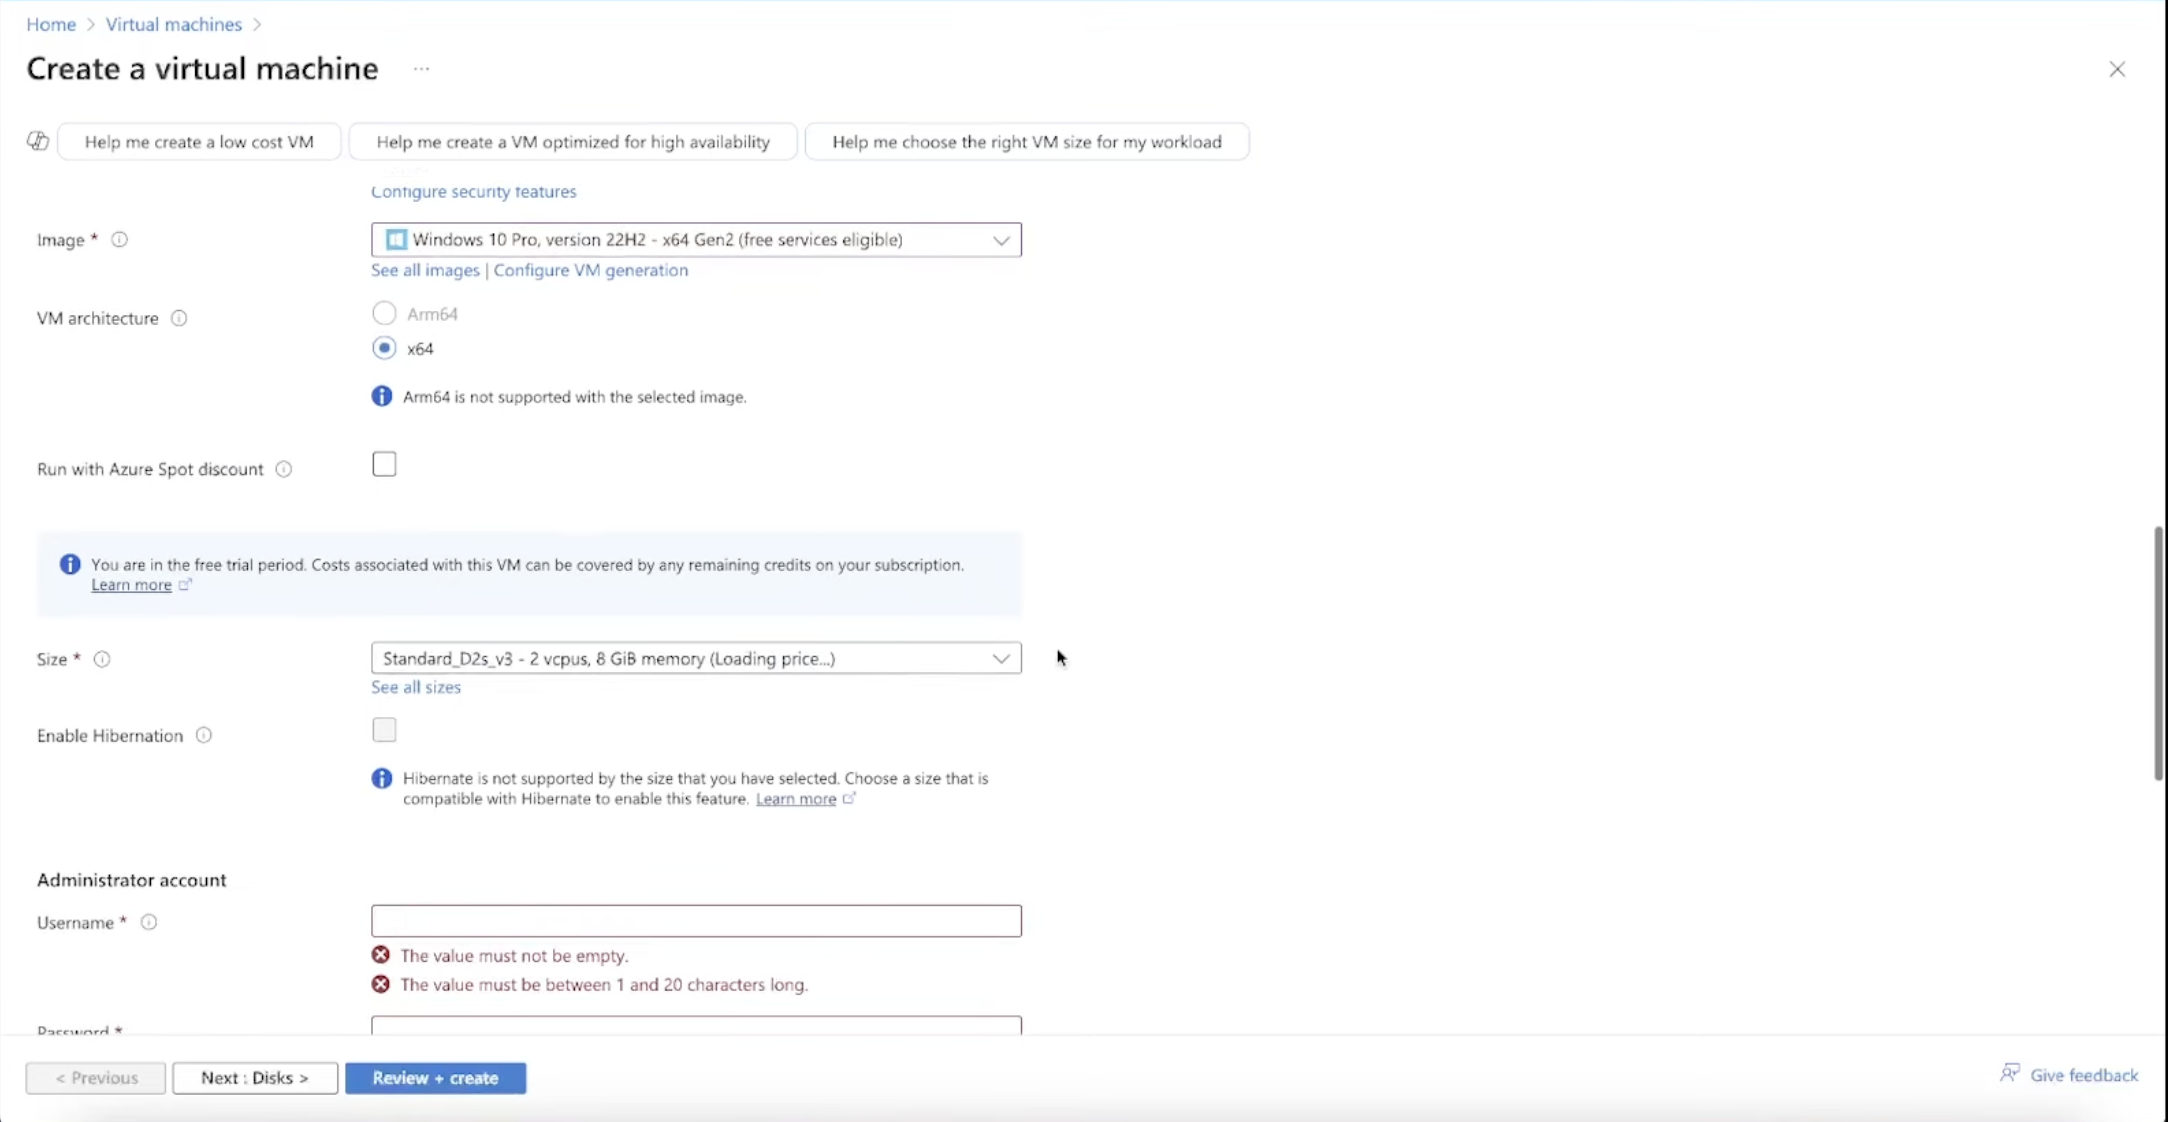 Home > Virtual machines >
Create a virtual machine ...
Help me create a low cost VM
Help me create a VM optimized for high availability
Help me choose the right VM size for my workload
Configure security features
Image *
Windows 10 Pro, version 22H2 - x64 Gen2 (free services eligible)
See all images | Configure VM generation
VM architecture
Arm64
x64
Arm64 is not supported with the selected image.
Run with Azure Spot discount
You are in the free trial period. Costs associated with this VM can be covered by any remaining credits on your subscription.
Learn more
Size *
Standard_D2s_v3 - 2 vcpus, 8 GiB memory (Loading price...)
See all sizes
Enable Hibernation
Hibernate is not supported by the size that you have selected. Choose a size that is
compatible with Hibernate to enable this feature. Learn more
Administrator account
Username *
The value must not be empty.
The value must be between 1 and 20 characters long.
Password *
< Previous
Next : Disks >
Review + create
Give feedback